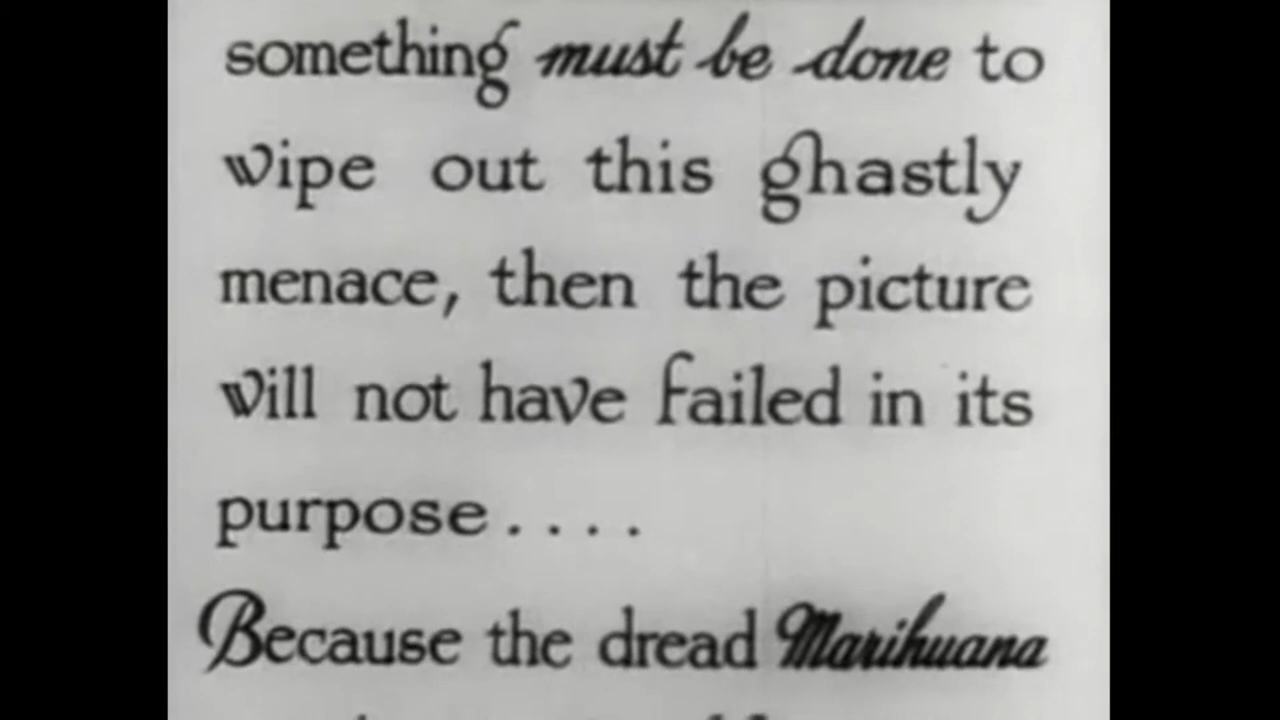 something must be done to
wipe out this ghastly
menace, then the picture
will not have failed in its
purpose....
Because the dread Marihuana